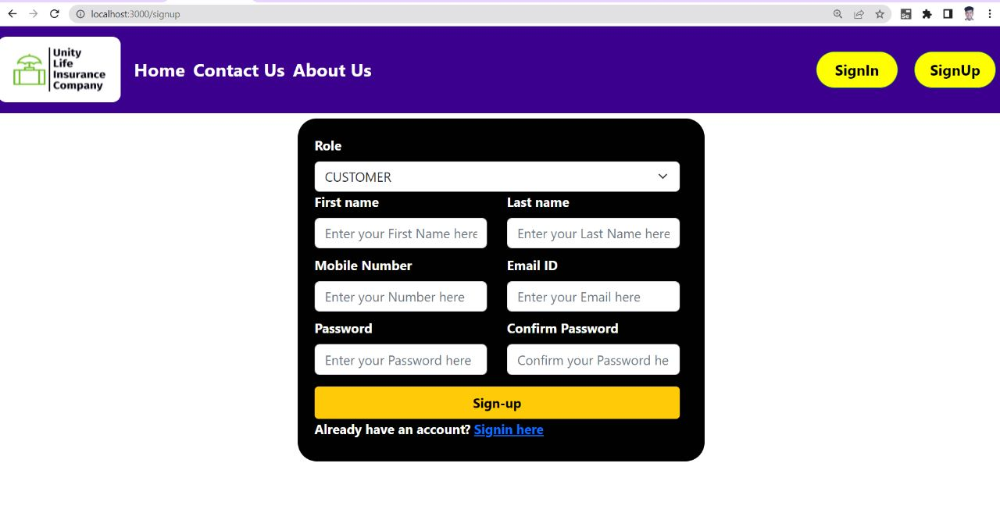 localhost:3000/signup
Se
Unity
Life
Insurance
Company
Home Contact Us About Us
SignIn SignUp
Role
CUSTOMER
First name Last name
Enter your First Name here Enter your Last Name here
Mobile Number Email ID
Enter your Number here Enter your Email here
Password Confirm Password
Enter your Password here Confirm your Password he
Sign-up
Already have an account? Signin here